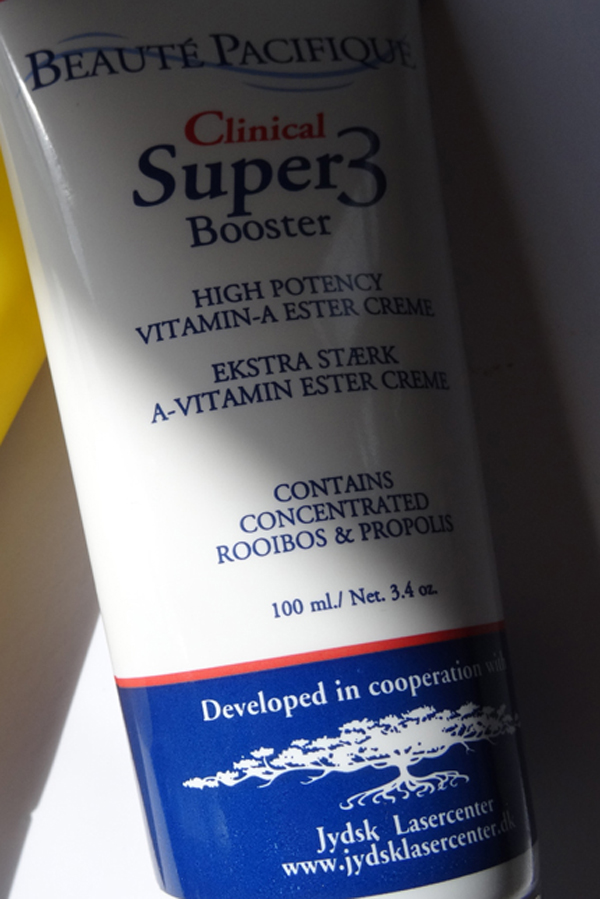 BEAUTÉ PACIFIQUE
Clinical
Super3
Booster
HIGH POTENCY
VITAMIN-A ESTER CREME
EKSTRA STÆRK
A-VITAMIN ESTER CREME
CONTAINS
CONCENTRATED
ROOIBOS & PROPOLIS
100 ml./ Net. 3.4 oz.
Developed in cooperation with
Jydsk Lasercenter
www.jydsklasercenter.dk